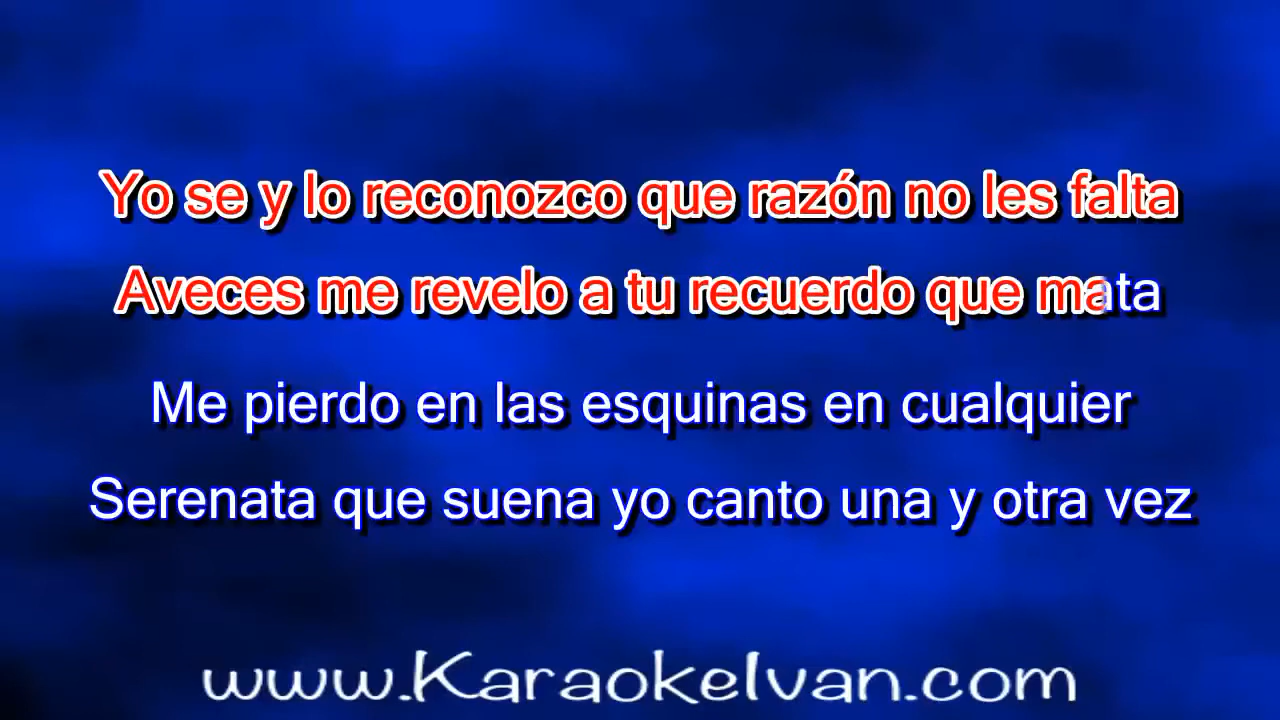 Yo se y lo reconozco que razón no les falta
Aveces me revelo a tu recuerdo que mata
Me pierdo en las esquinas en cualquier
Serenata que suena yo canto una y otra vez
www.KaraokeIvan.com